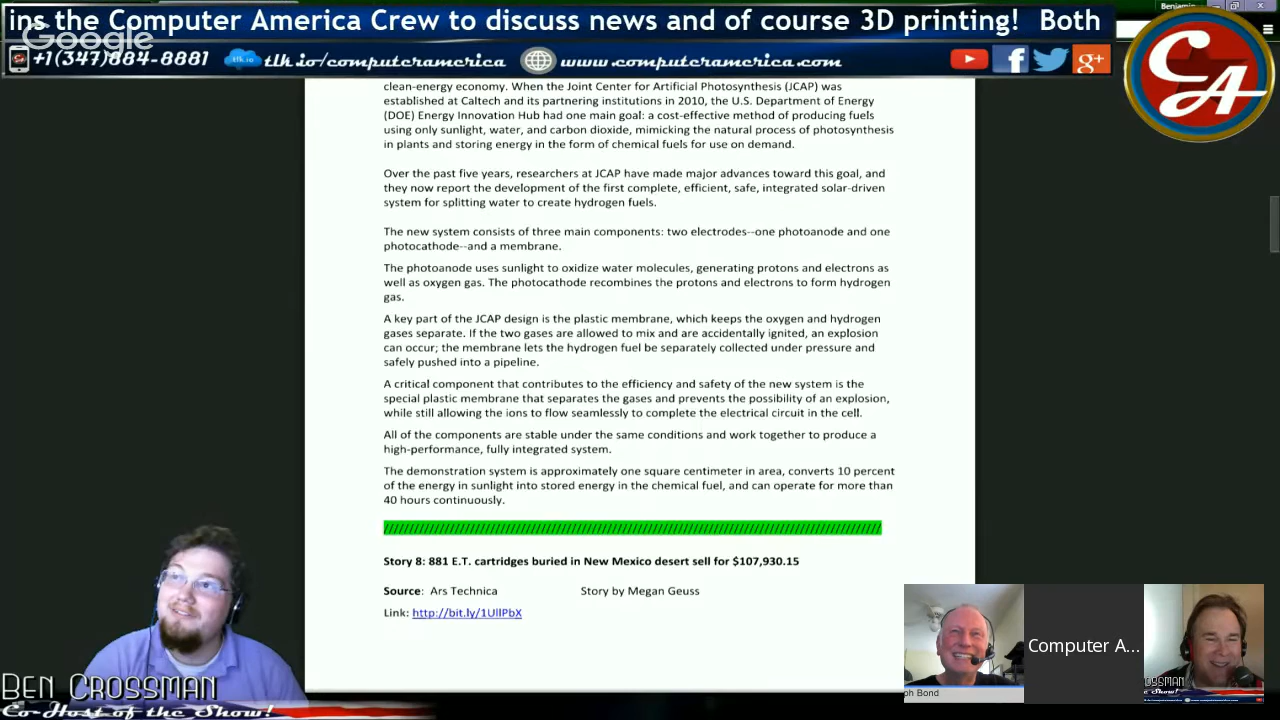 Benjamin
ins the Computer America Crew to discuss news and of course 3D printing!  Both
Google
+1(347)884-8881
tlk.io/computeramerica
www.computeramerica.com
CA
clean-energy economy. When the Joint Center for Artificial Photosynthesis (JCAP) was
established at Caltech and its partnering institutions in 2010, the U.S. Department of Energy
(DOE) Energy Innovation Hub had one main goal: a cost-effective method of producing fuels
using only sunlight, water, and carbon dioxide, mimicking the natural process of photosynthesis
in plants and storing energy in the form of chemical fuels for use on demand.
Over the past five years, researchers at JCAP have made major advances toward this goal, and
they now report the development of the first complete, efficient, safe, integrated solar-driven
system for splitting water to create hydrogen fuels.
The new system consists of three main components: two electrodes--one photoanode and one
photocathode--and a membrane.
The photoanode uses sunlight to oxidize water molecules, generating protons and electrons as
well as oxygen gas. The photocathode recombines the protons and electrons to form hydrogen
gas.
A key part of the JCAP design is the plastic membrane, which keeps the oxygen and hydrogen
gases separate. If the two gases are allowed to mix and are accidentally ignited, an explosion
can occur; the membrane lets the hydrogen fuel be separately collected under pressure and
safely pushed into a pipeline.
A critical component that contributes to the efficiency and safety of the new system is the
special plastic membrane that separates the gases and prevents the possibility of an explosion,
while still allowing the ions to flow seamlessly to complete the electrical circuit in the cell.
All of the components are stable under the same conditions and work together to produce a
high-performance, fully integrated system.
The demonstration system is approximately one square centimeter in area, converts 10 percent
of the energy in sunlight into stored energy in the chemical fuel, and can operate for more than
40 hours continuously.
Story 8: 881 E.T. cartridges buried in New Mexico desert sell for $107,930.15
Source: Ars Technica Story by Megan Geuss
Link: http://bit.ly/1UllPbX
Computer A...
ph Bond
BEN CROSSMAN
Co-Host of the Show!